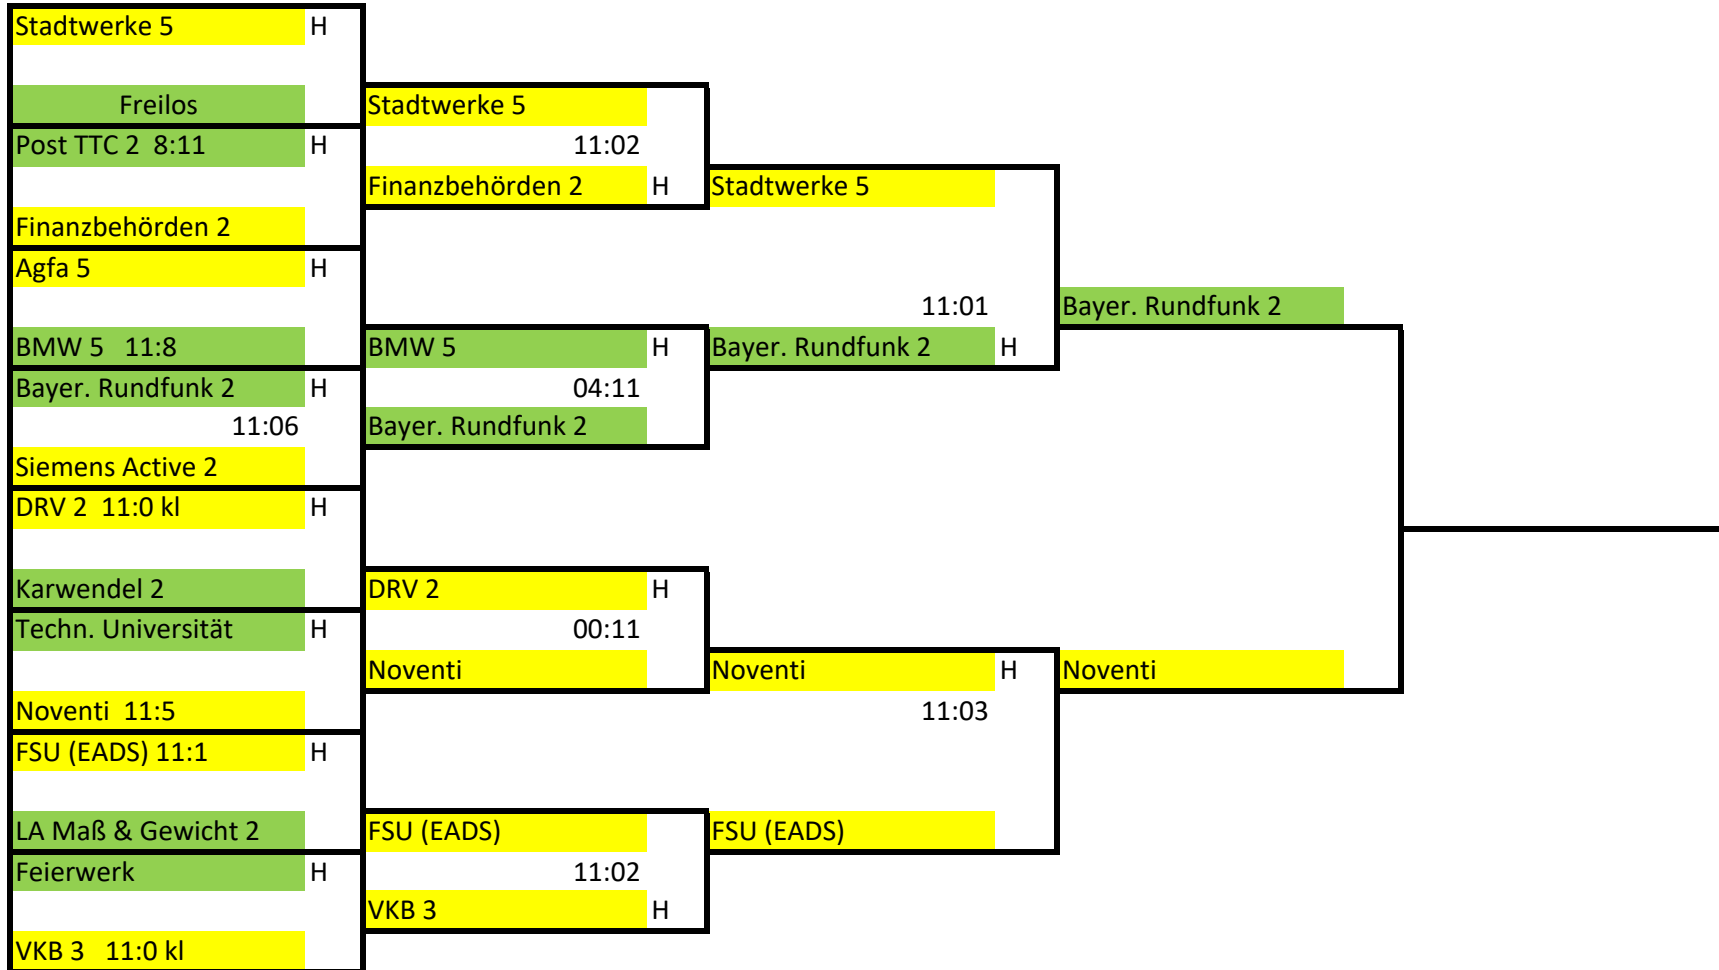 Stadtwerke 5 H
Freilos
Post TTC 2 8:11 H
Finanzbehörden 2
Agfa 5 H
BMW 5 11:8
Bayer. Rundfunk 2 H
11:06
Siemens Active 2
DRV 2 11:0 kl H
Karwendel 2
Techn. Universität H
Noventi 11:5
FSU (EADS) 11:1 H
LA Maß & Gewicht 2
Feierwerk H
VKB 3 11:0 kl
Stadtwerke 5
11:02
Finanzbehörden 2 H
BMW 5 H
04:11
Bayer. Rundfunk 2
DRV 2 H
00:11
Noventi
FSU (EADS)
11:02
VKB 3 H
Stadtwerke 5
11:01
Bayer. Rundfunk 2 H
Noventi H
11:03
FSU (EADS)
Bayer. Rundfunk 2
Noventi